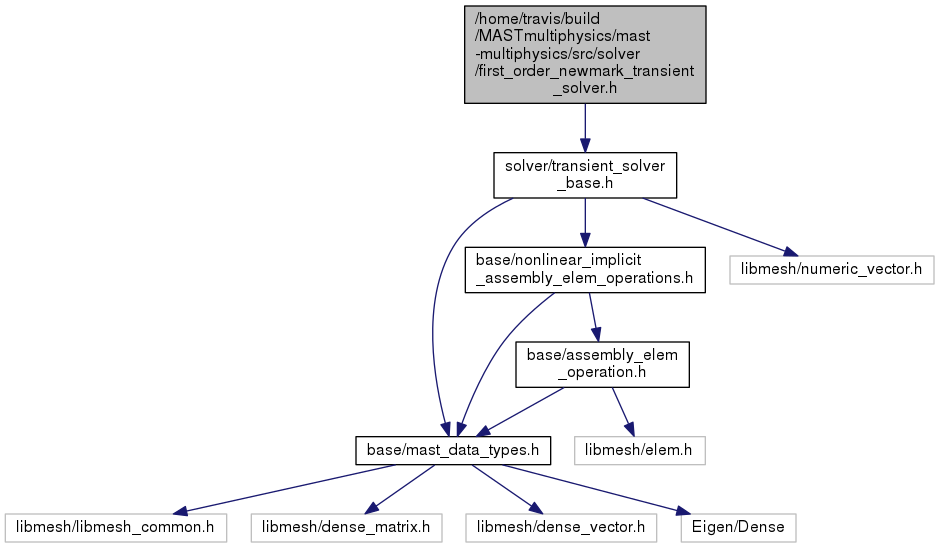 /home/travis/build
/MASTmultiphysics/mast
-multiphysics/src/solver
/first_order_newmark_transient
_solver.h
solver/transient_solver
_base.h
base/nonlinear_implicit
_assembly_elem_operations.h
libmesh/numeric_vector.h
base/assembly_elem
_operation.h
base/mast_data_types.h
libmesh/elem.h
libmesh/libmesh_common.h
libmesh/dense_matrix.h
libmesh/dense_vector.h
Eigen/Dense